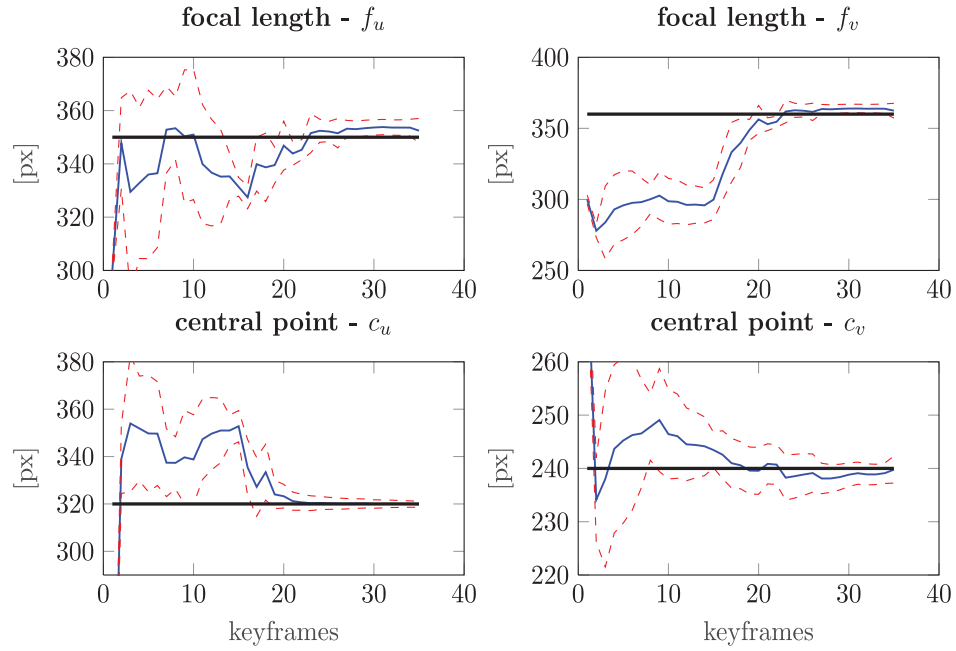 focal length - f_u
focal length - f_v
380
360
340
320
300
[px]
0 10 20 30 40
400
350
300
250
[px]
0 10 20 30 40
central point - c_u
central point - c_v
380
360
340
320
300
[px]
0 10 20 30 40
keyframes
260
250
240
230
220
[px]
0 10 20 30 40
keyframes